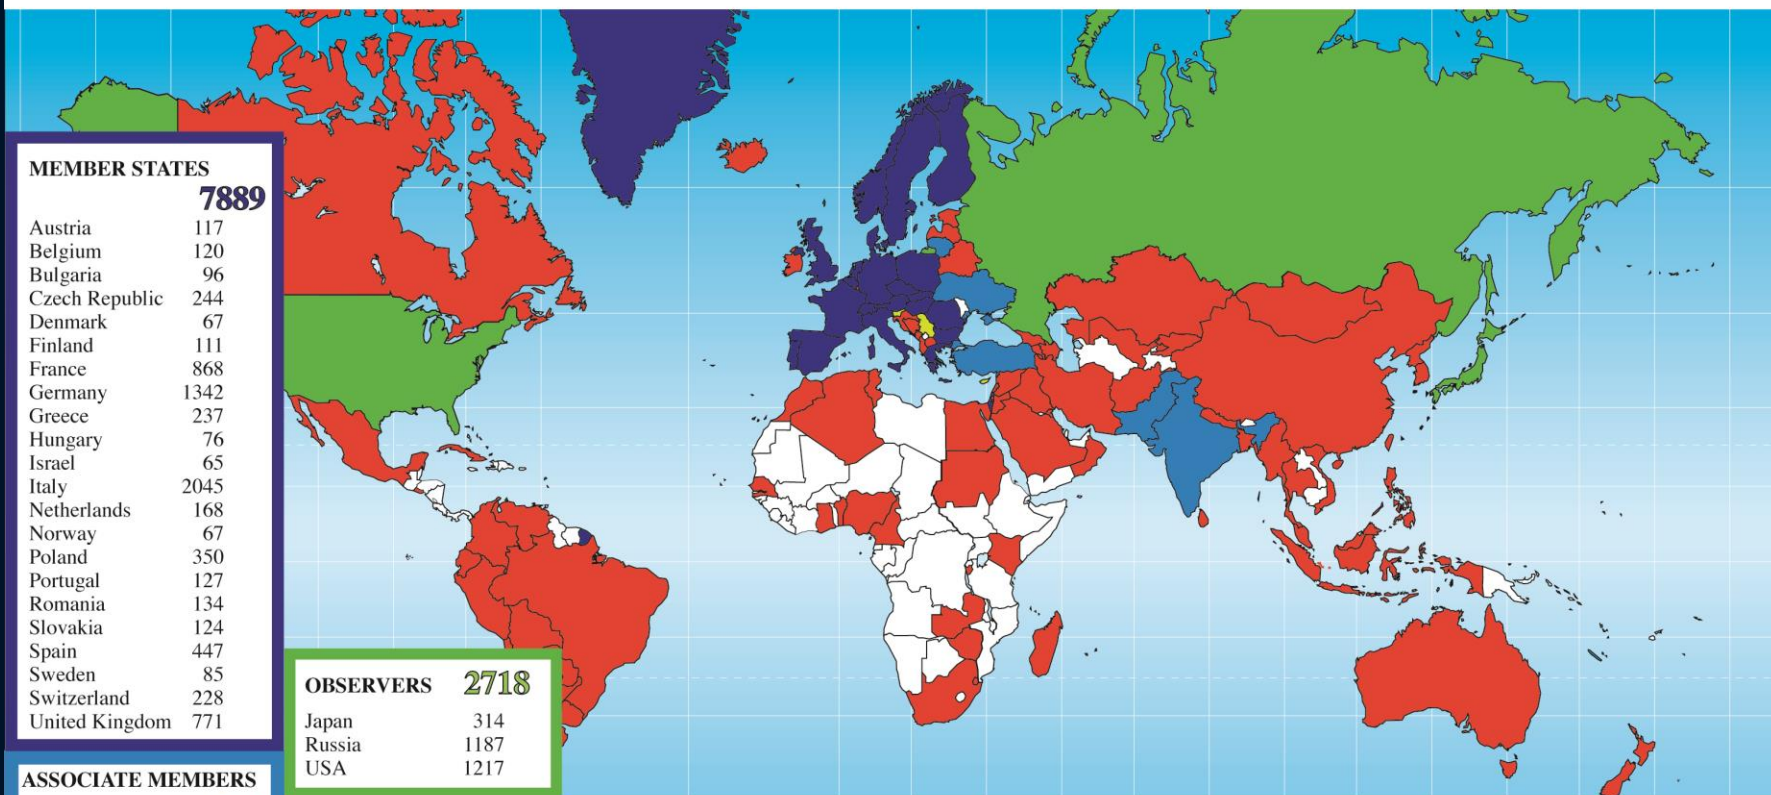 MEMBER STATES
7889
Austria 117
Belgium 120
Bulgaria 96
Czech Republic 244
Denmark 67
Finland 111
France 868
Germany 1342
Greece 237
Hungary 76
Israel 65
Italy 2045
Netherlands 168
Norway 67
Poland 350
Portugal 127
Romania 134
Slovakia 124
Spain 447
Sweden 85
Switzerland 228
United Kingdom 771
ASSOCIATE MEMBERS
OBSERVERS 2718
Japan 314
Russia 1187
USA 1217